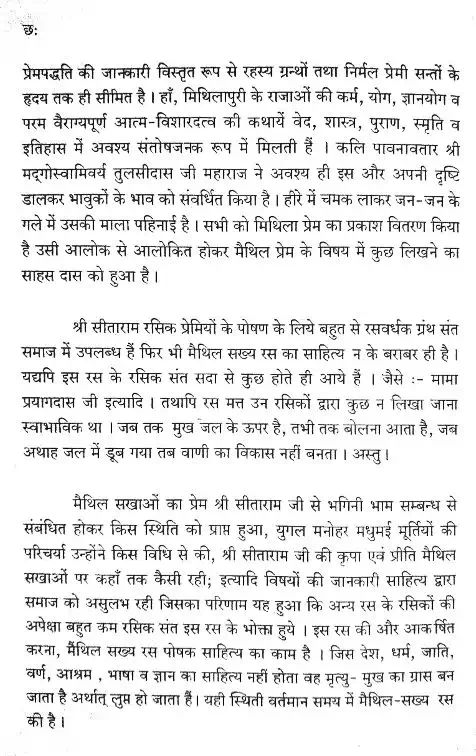 छः
प्रेमपद्धति की जानकारी विस्तृत रूप से रहस्य ग्रन्थों तथा निर्मल प्रेमी सन्तों के
हृदय तक ही सीमित है । हाँ, मिथिलापुरी के राजाओं की कर्म, योग, ज्ञानयोग व
परम वैराग्यपूर्ण आत्म-विशारदत्व की कथायें वेद, शास्त्र, पुराण, स्मृति व
इतिहास में अवश्य संतोषजनक रूप में मिलती हैं । कलि पावनावतार श्री
मद्गोस्वामिवर्य तुलसीदास जी महाराज ने अवश्य ही इस और अपनी दृष्टि
डालकर भावुकों के भाव को संवर्धित किया है। हीरे में चमक लाकर जन-जन के
गले में उसकी माला पहिनाई है। सभी को मिथिला प्रेम का प्रकाश वितरण किया
है उसी आलोक से आलोकित होकर मैथिल प्रेम के विषय में कुछ लिखने का
साहस दास को हुआ है।
श्री सीताराम रसिक प्रेमियों के पोषण के लिये बहुत से रसवर्धक ग्रंथ संत
समाज में उपलब्ध हैं फिर भी मैथिल सख्य रस का साहित्य न के बराबर ही है।
यद्यपि इस रस के रसिक संत सदा से कुछ होते ही आये हैं । जैसे :- मामा
प्रयागदास जी इत्यादि । तथापि रस मत्त उन रसिकों द्वारा कुछ न लिखा जाना
स्वाभाविक था । जब तक मुख जल के ऊपर है, तभी तक बोलना आता है, जब
अथाह जल में डूब गया तब वाणी का विकास नहीं बनता । अस्तु।
मैथिल सखाओं का प्रेम श्री सीताराम जी से भगिनी भाम सम्बन्ध से
संबंधित होकर किस स्थिति को प्राप्त हुआ, युगल मनोहर मधुमई मूर्तियों की
परिचर्या उन्होंने किस विधि से की, श्री सीताराम जी की कृपा एवं प्रीति मैथिल
सखाओं पर कहाँ तक कैसी रही; इत्यादि विषयों की जानकारी साहित्य द्वारा
समाज को असुलभ रही जिसका परिणाम यह हुआ कि अन्य रस के रसिकों की
अपेक्षा बहुत कम रसिक संत इस रस के भोक्ता हुये । इस रस की और आकर्षित
करना, मैथिल सख्य रस पोषक साहित्य का काम है । जिस देश, धर्म, जाति,
वर्ण, आश्रम , भाषा व ज्ञान का साहित्य नहीं होता वह मृत्यु- मुख का ग्रास बन
जाता है अर्थात् लुप्त हो जाता हैं। यही स्थिती वर्तमान समय में मैथिल-सख्य रस
की है।